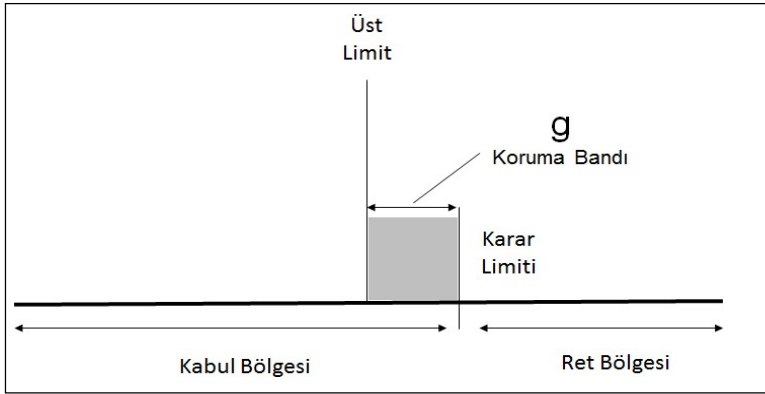 Üst
Limit
g
Koruma Bandı
Karar
Limiti
Kabul Bölgesi
Ret Bölgesi